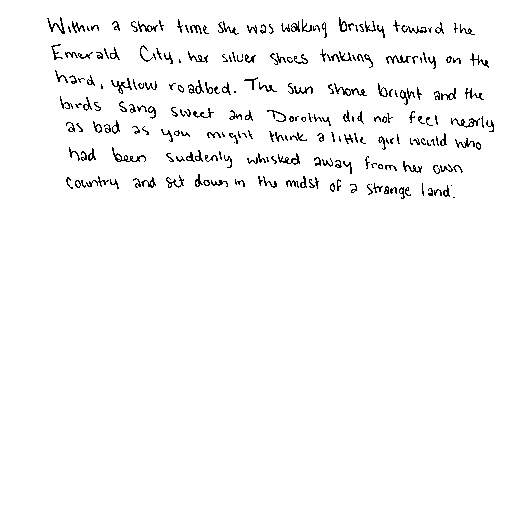 Within a short time she was walking briskly toward the
Emerald City, her silver shoes tinkling merrily on the
hard, yellow roadbed. The sun shone bright and the
birds sang sweet and Dorothy did not feel nearly
as bad as you might think a little girl would who
had been suddenly whisked away from her own
country and set down in the midst of a strange land.